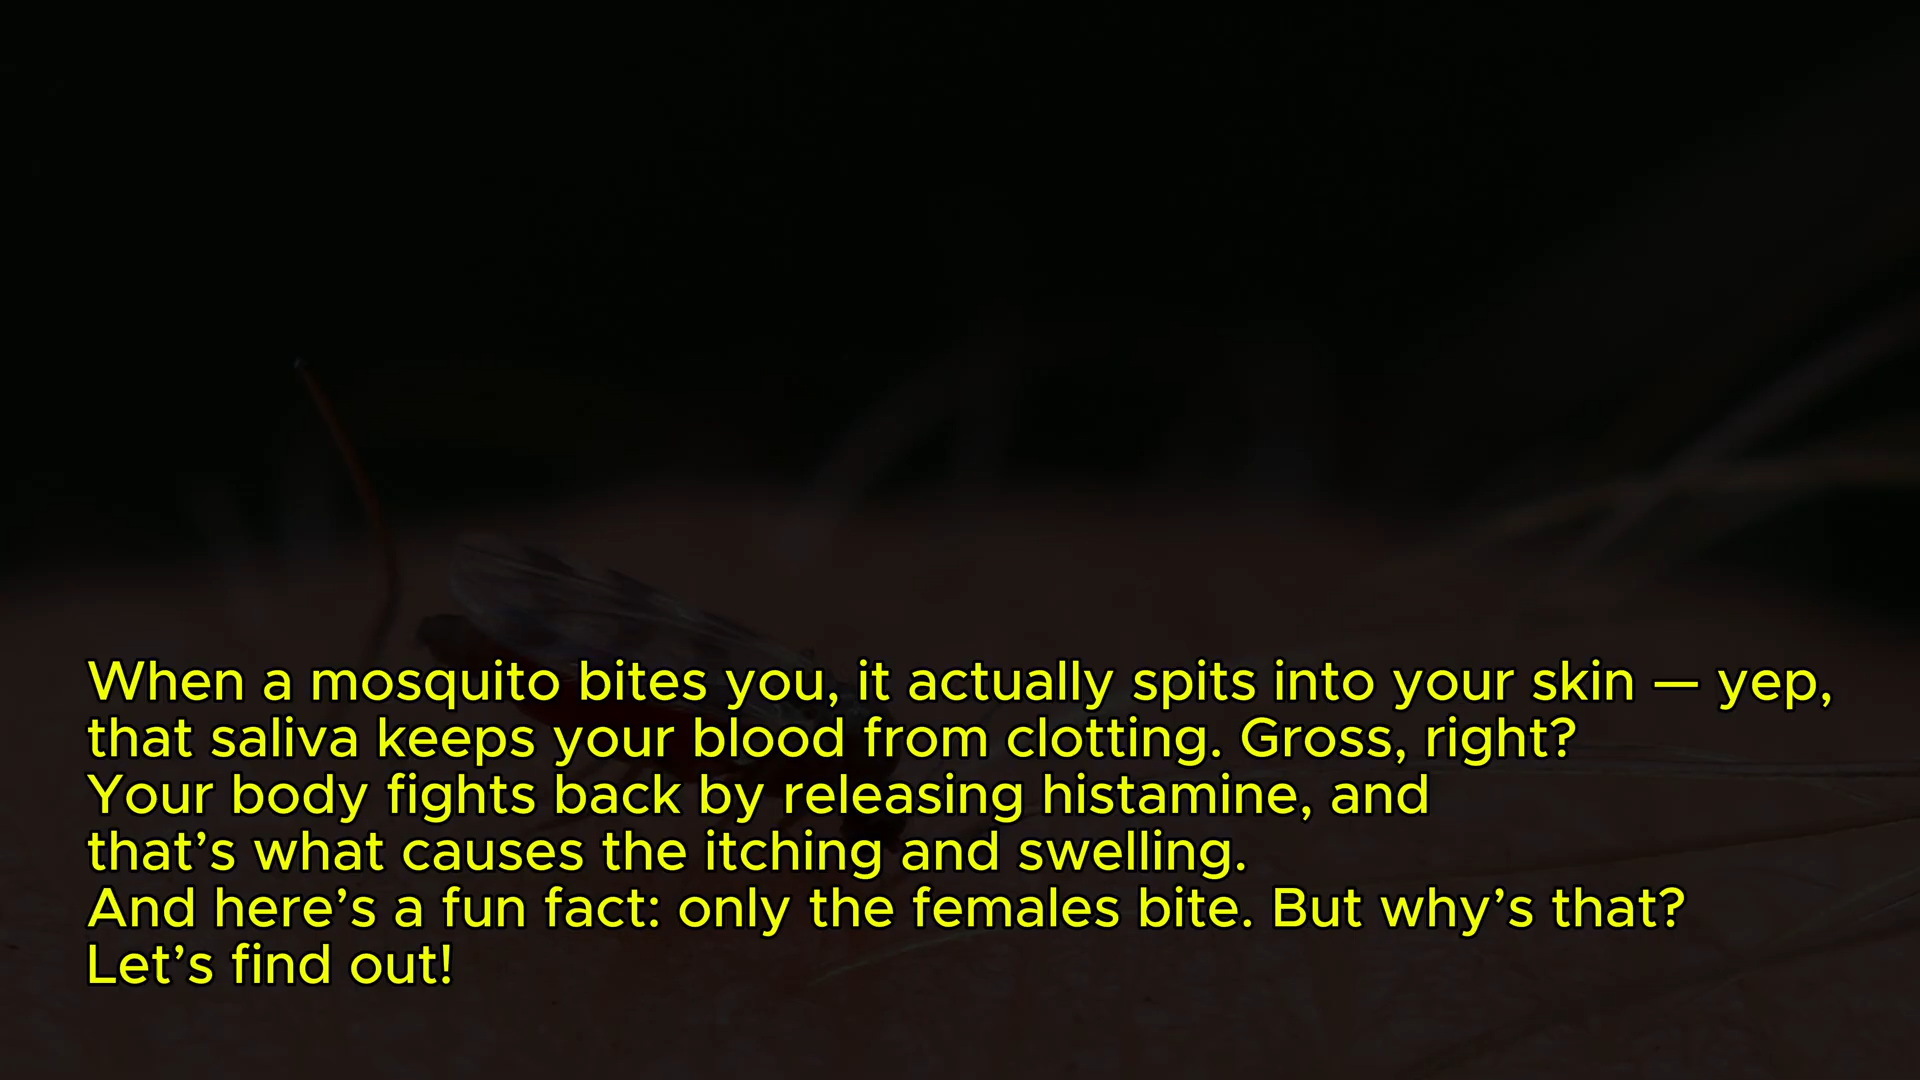 When a mosquito bites you, it actually spits into your skin — yep,
that saliva keeps your blood from clotting. Gross, right?
Your body fights back by releasing histamine, and
that’s what causes the itching and swelling.
And here’s a fun fact: only the females bite. But why’s that?
Let’s find out!